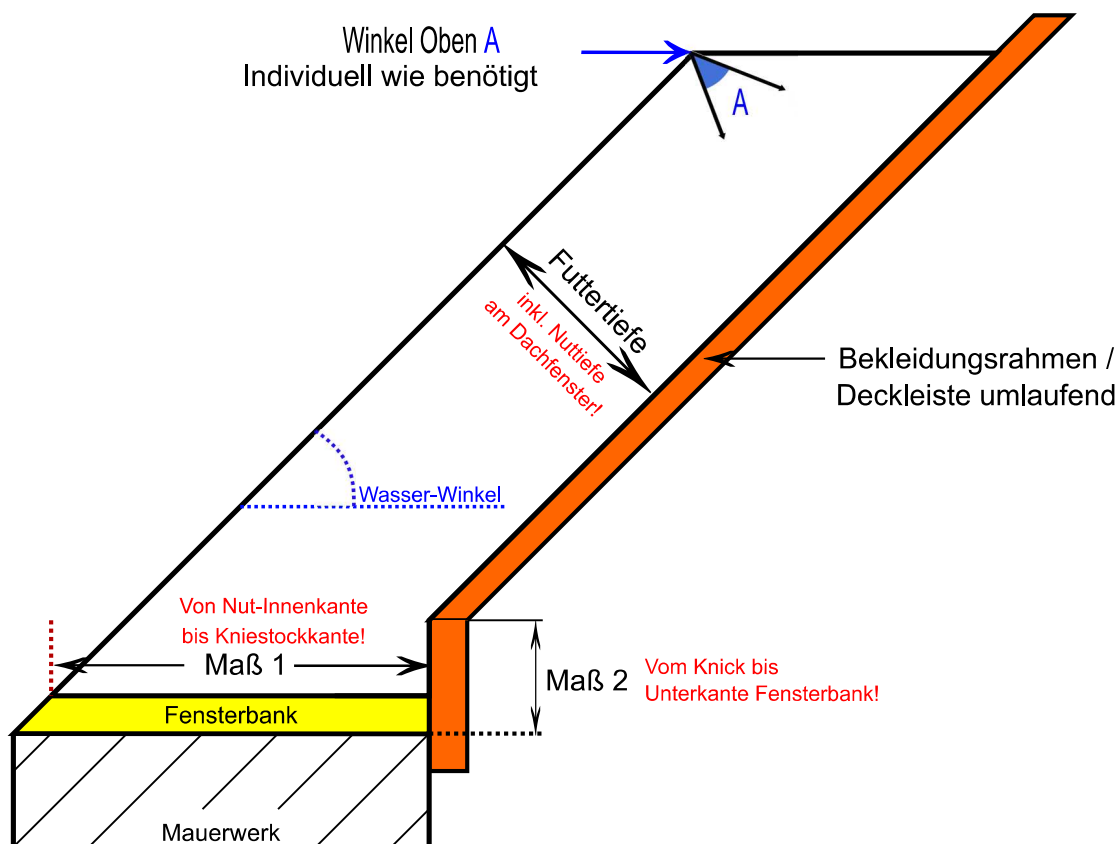 Winkel Oben A
Individuell wie benötigt
A
Futtertiefe
inkl. Nuttiefe
am Dachfenster!
Bekleidungsrahmen /
Deckleiste umlaufend
Wasser-Winkel
Von Nut-Innenkante
bis Kniestockkante!
Maß 1
Maß 2
Vom Knick bis
Unterkante Fensterbank!
Fensterbank
Mauerwerk